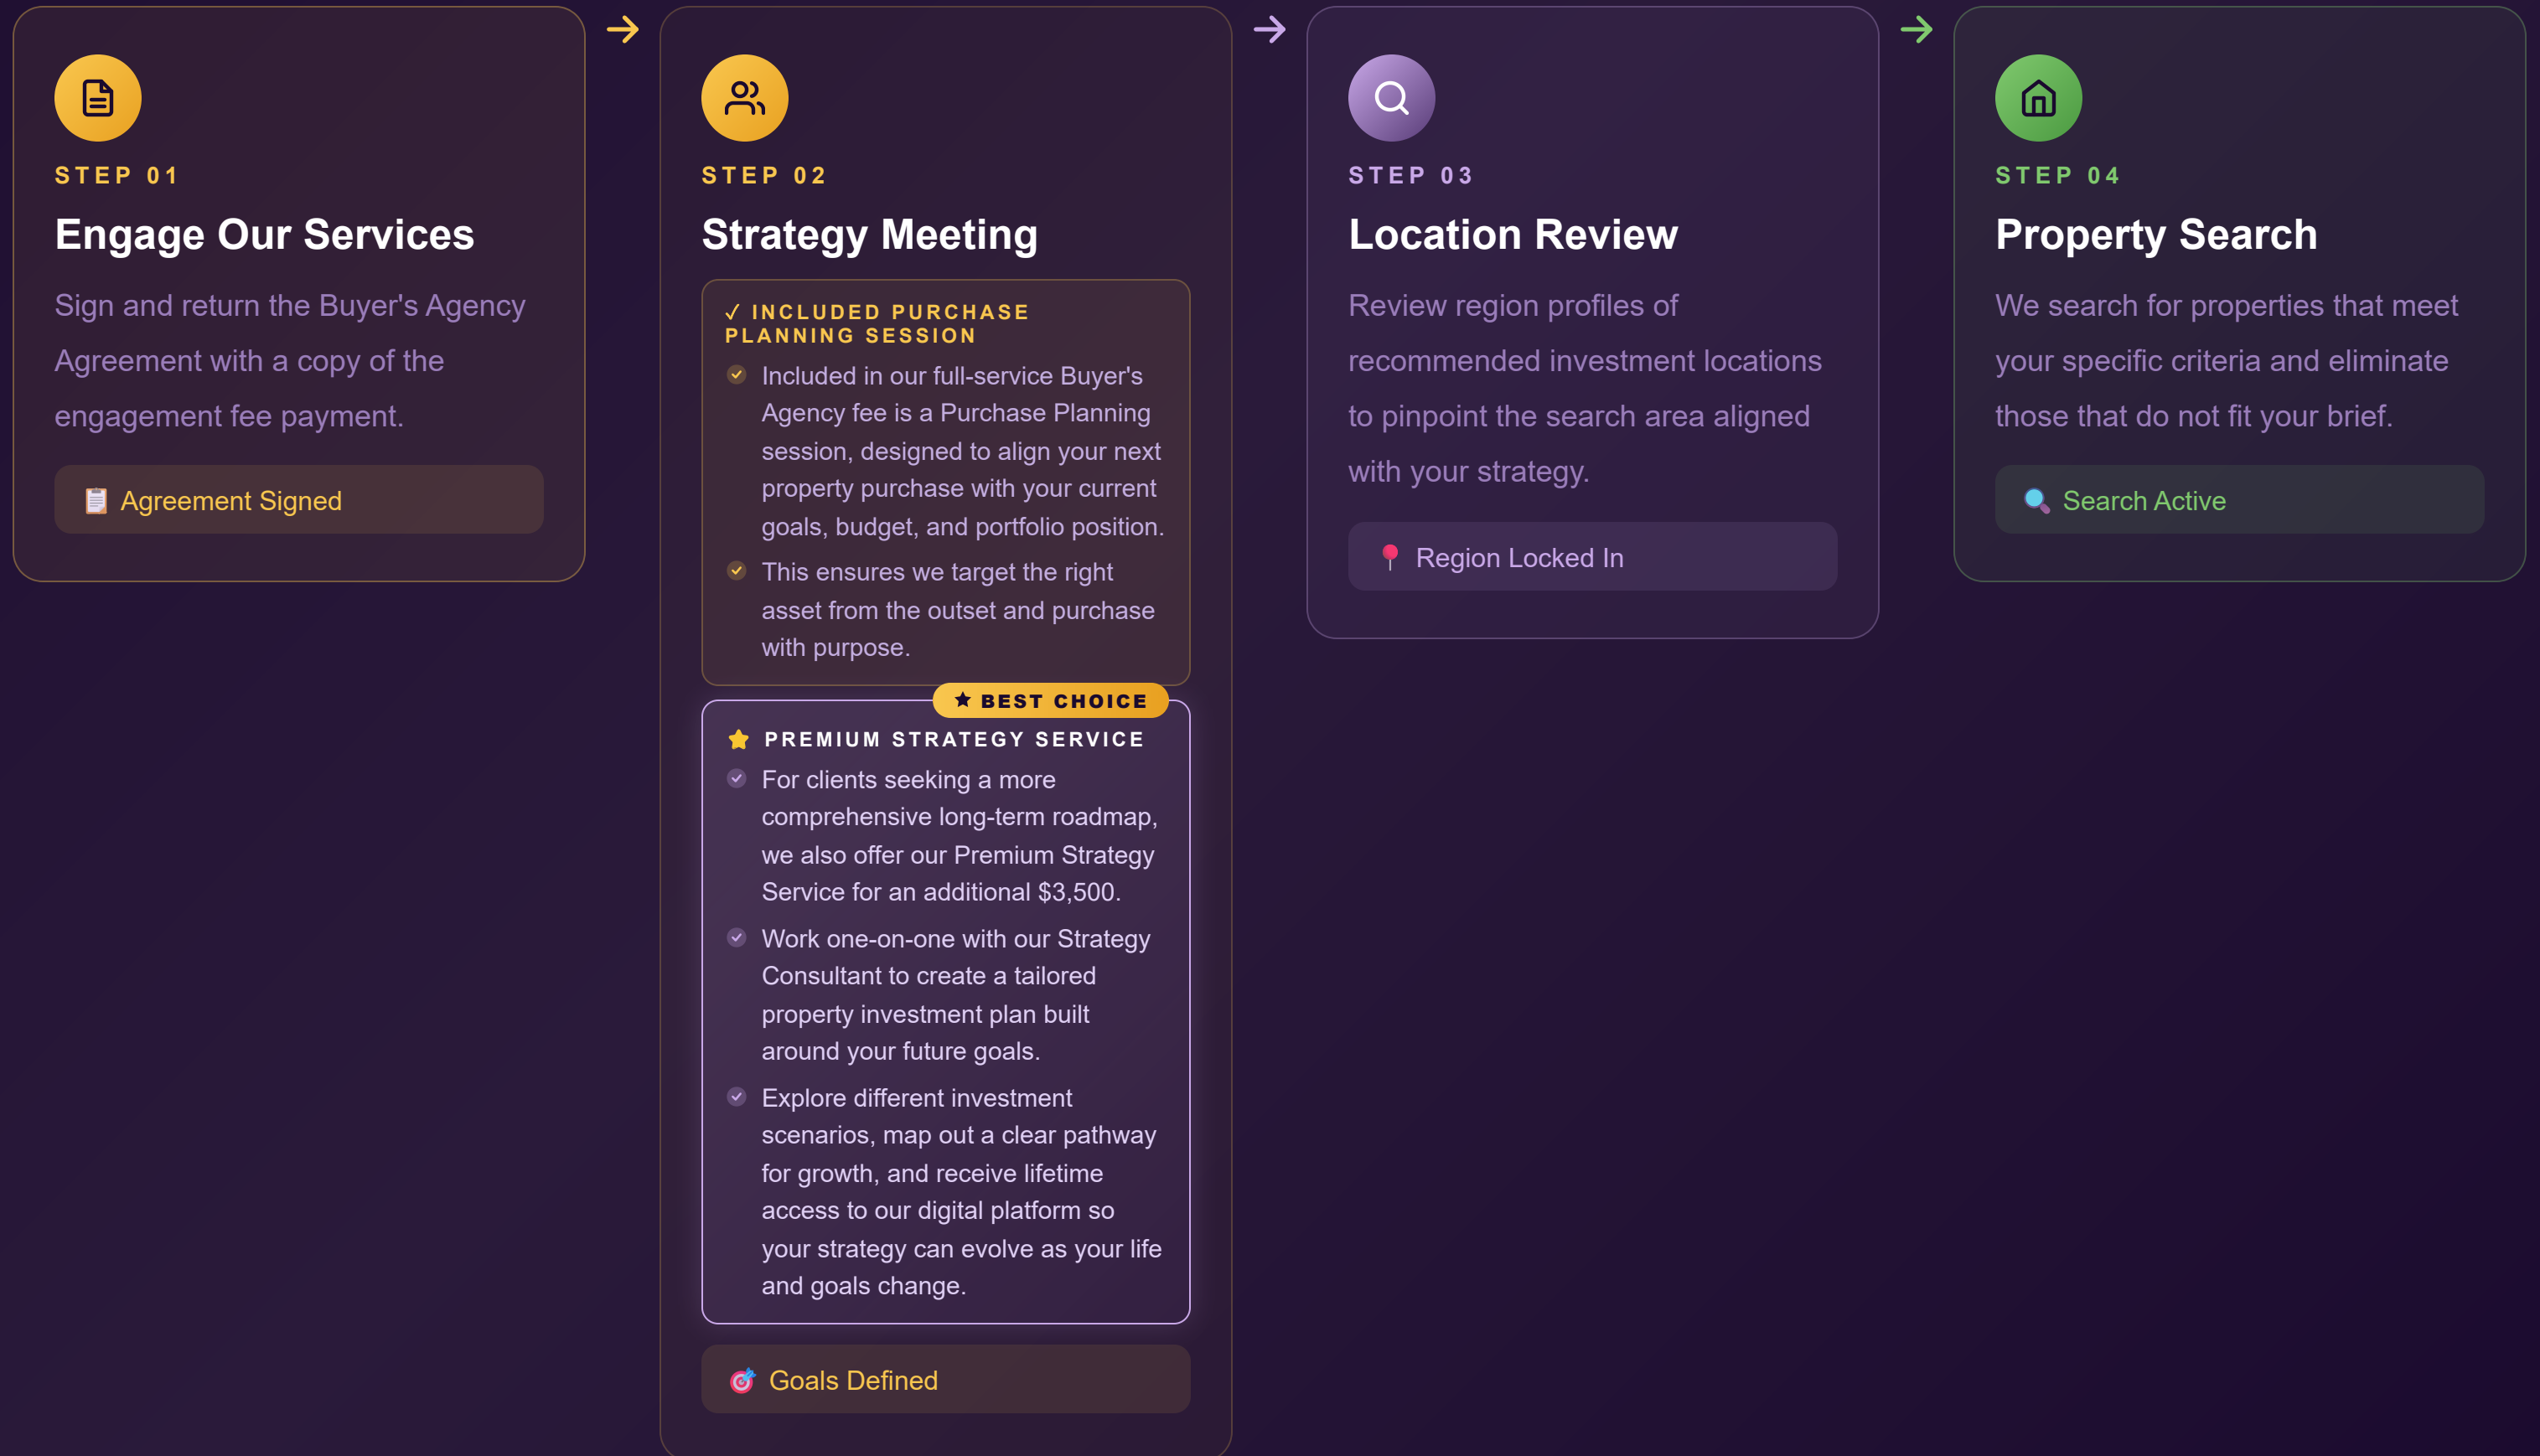 STEP 01
Engage Our Services
Sign and return the Buyer's Agency
Agreement with a copy of the
engagement fee payment.
Agreement Signed
STEP 02
Strategy Meeting
✓ INCLUDED PURCHASE
PLANNING SESSION
Included in our full-service Buyer's
Agency fee is a Purchase Planning
session, designed to align your next
property purchase with your current
goals, budget, and portfolio position.
This ensures we target the right
asset from the outset and purchase
with purpose.
★ BEST CHOICE
PREMIUM STRATEGY SERVICE
For clients seeking a more
comprehensive long-term roadmap,
we also offer our Premium Strategy
Service for an additional $3,500.
Work one-on-one with our Strategy
Consultant to create a tailored
property investment plan built
around your future goals.
Explore different investment
scenarios, map out a clear pathway
for growth, and receive lifetime
access to our digital platform so
your strategy can evolve as your life
and goals change.
Goals Defined
STEP 03
Location Review
Review region profiles of
recommended investment locations
to pinpoint the search area aligned
with your strategy.
Region Locked In
STEP 04
Property Search
We search for properties that meet
your specific criteria and eliminate
those that do not fit your brief.
Search Active